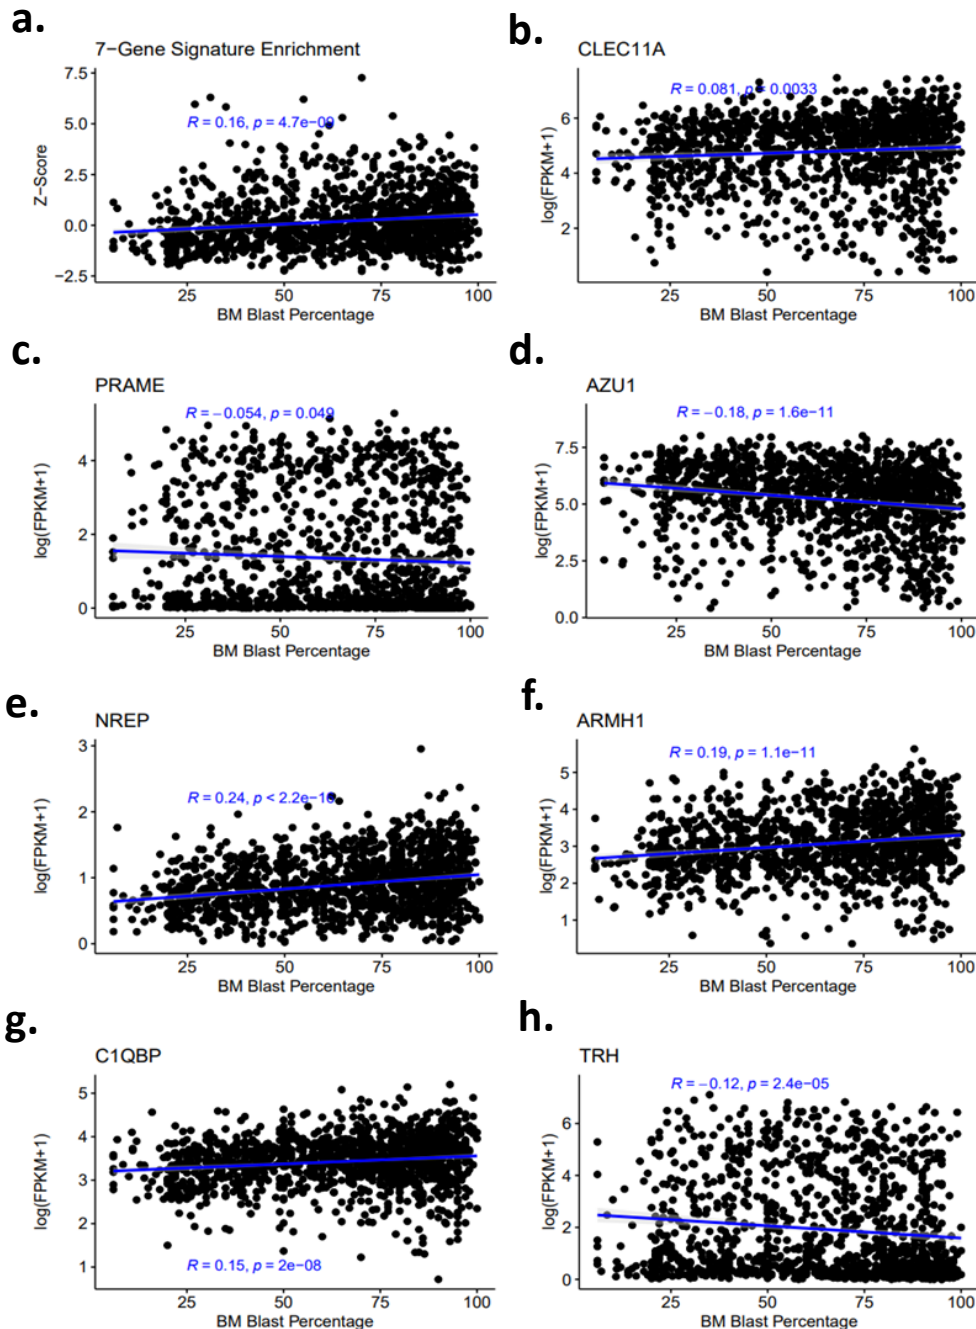 a.
7−Gene Signature Enrichment
7.5
5.0
2.5
0.0
−2.5
Z−Score
R = 0.16, p = 4.7e−09
25 50 75 100
BM Blast Percentage
b.
CLEC11A
6
4
2
log(FPKM+1)
R = 0.081, p = 0.0033
25 50 75 100
BM Blast Percentage
c.
PRAME
4
2
0
log(FPKM+1)
R = −0.054, p = 0.049
25 50 75 100
BM Blast Percentage
d.
AZU1
7.5
5.0
2.5
0.0
log(FPKM+1)
R = −0.18, p = 1.6e−11
25 50 75 100
BM Blast Percentage
e.
NREP
3
2
1
0
log(FPKM+1)
R = 0.24, p < 2.2e−16
25 50 75 100
BM Blast Percentage
f.
ARMH1
5
4
3
2
1
log(FPKM+1)
R = 0.19, p = 1.1e−11
25 50 75 100
BM Blast Percentage
g.
C1QBP
5
4
3
2
1
log(FPKM+1)
R = 0.15, p = 2e−08
25 50 75 100
BM Blast Percentage
h.
TRH
6
4
2
0
log(FPKM+1)
R = −0.12, p = 2.4e−05
25 50 75 100
BM Blast Percentage